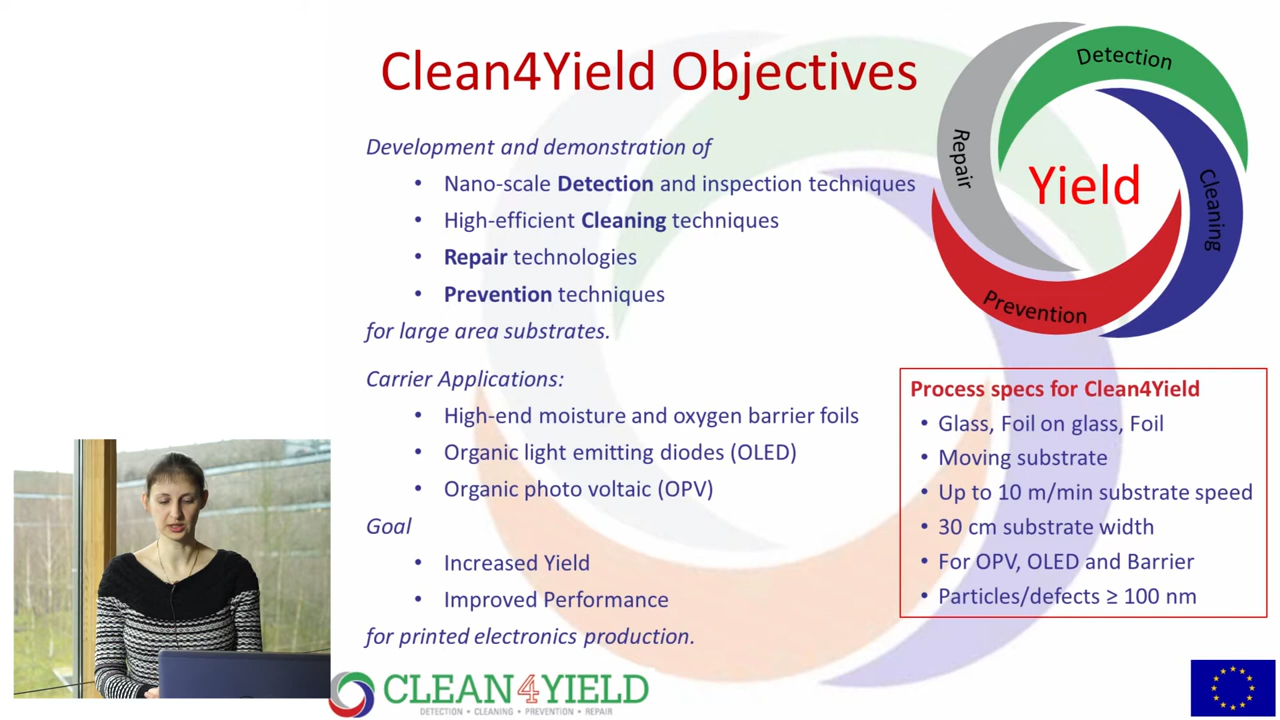 Clean4Yield Objectives
Development and demonstration of
• Nano-scale Detection and inspection techniques
• High-efficient Cleaning techniques
• Repair technologies
• Prevention techniques
for large area substrates.
Carrier Applications:
• High-end moisture and oxygen barrier foils
• Organic light emitting diodes (OLED)
• Organic photo voltaic (OPV)
Goal
• Increased Yield
• Improved Performance
for printed electronics production.
Detection
Repair
Yield
Cleaning
Prevention
Process specs for Clean4Yield
• Glass, Foil on glass, Foil
• Moving substrate
• Up to 10 m/min substrate speed
• 30 cm substrate width
• For OPV, OLED and Barrier
• Particles/defects ≥ 100 nm
CLEAN4YIELD
DETECTION • CLEANING • PREVENTION • REPAIR